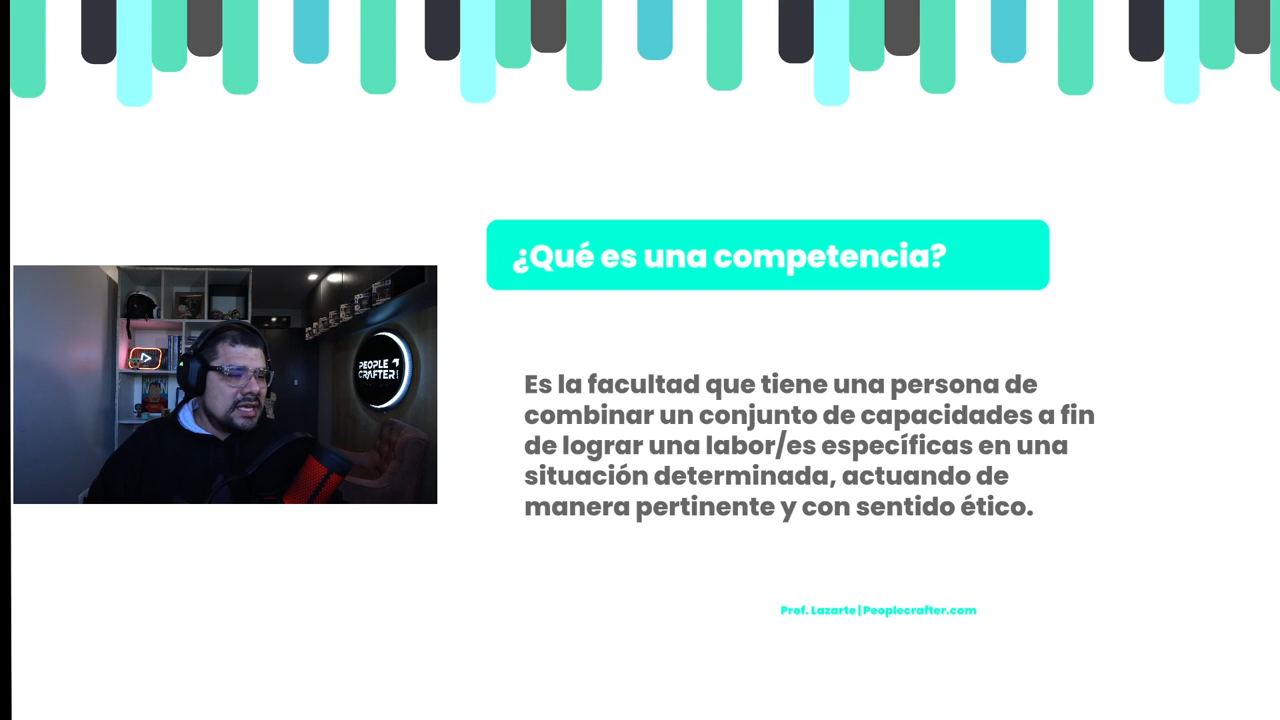 ¿Qué es una competencia?
PEOPLE
CRAFTER
Es la facultad que tiene una persona de
combinar un conjunto de capacidades a fin
de lograr una labor/es específicas en una
situación determinada, actuando de
manera pertinente y con sentido ético.
Prof. Lazarte|Peoplecrafter.com